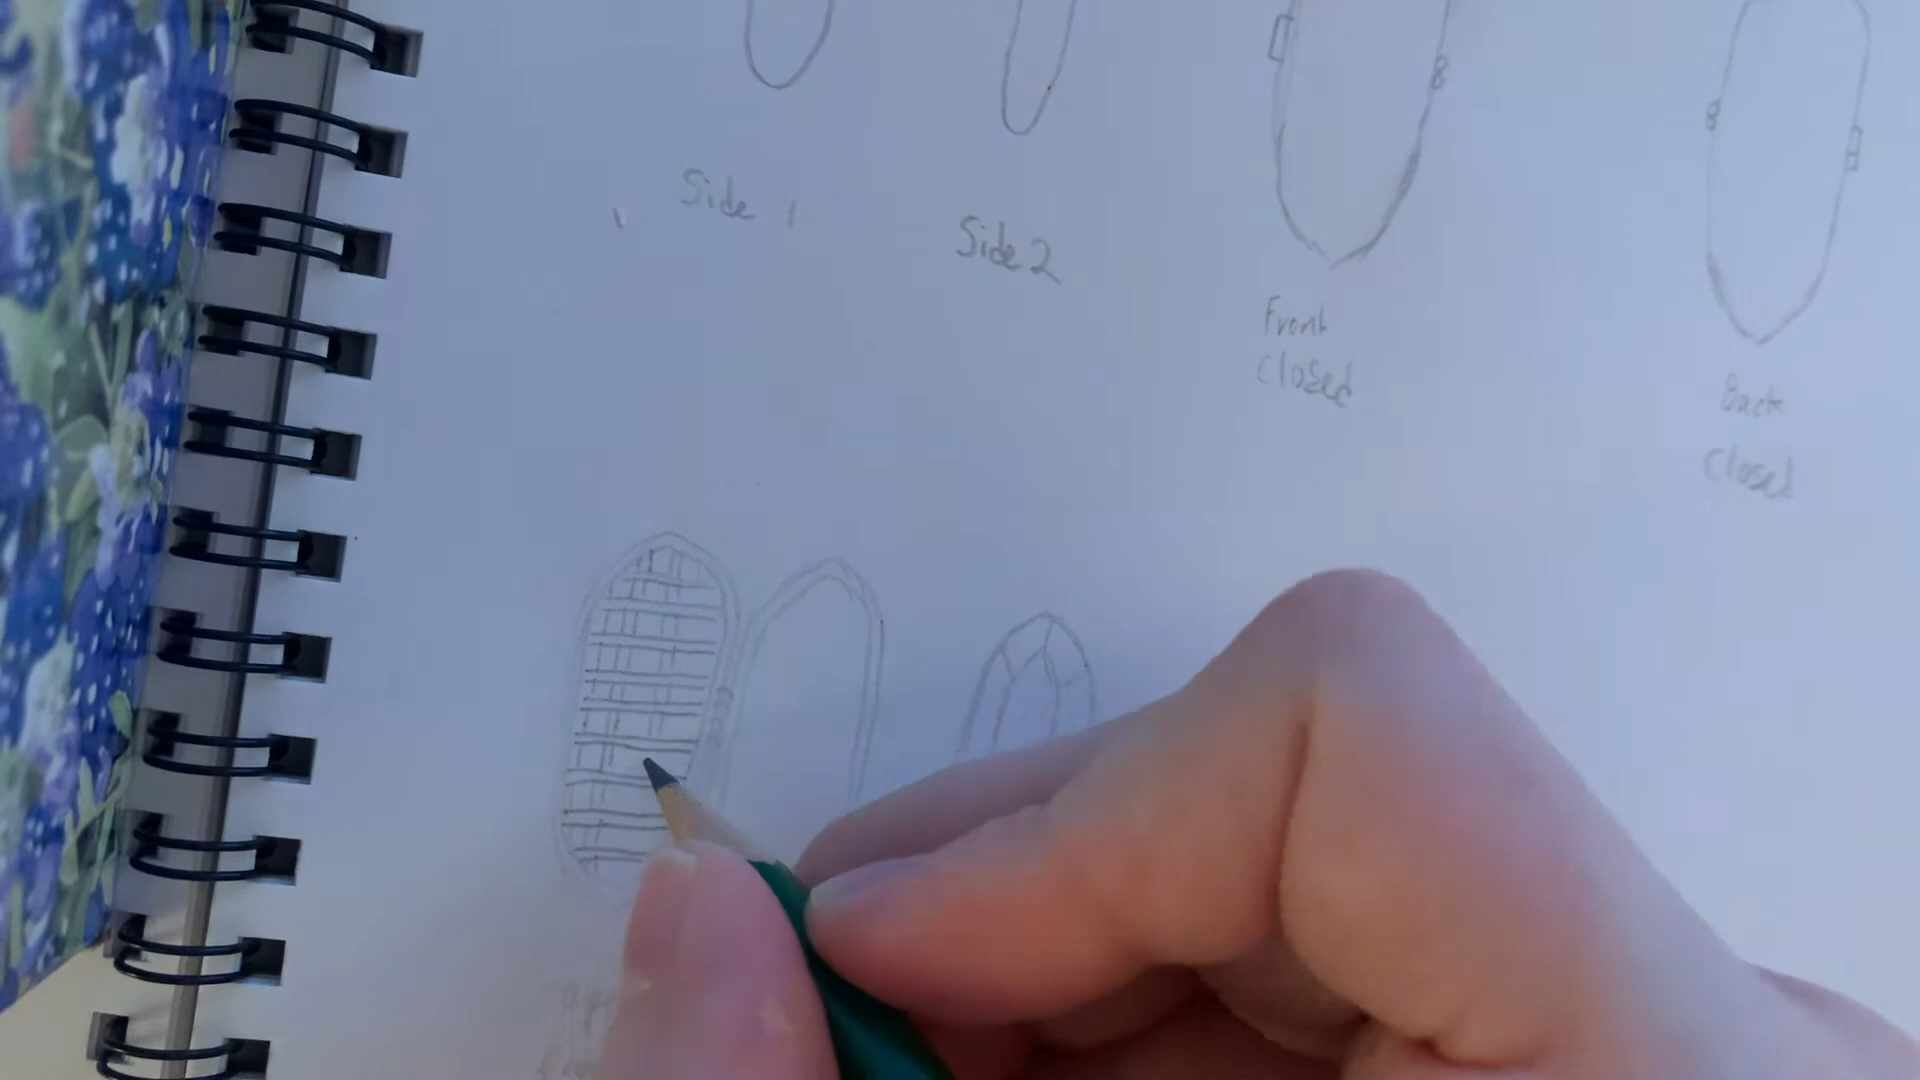 Side 1
Side 2
Front
Closed
Back
Closed